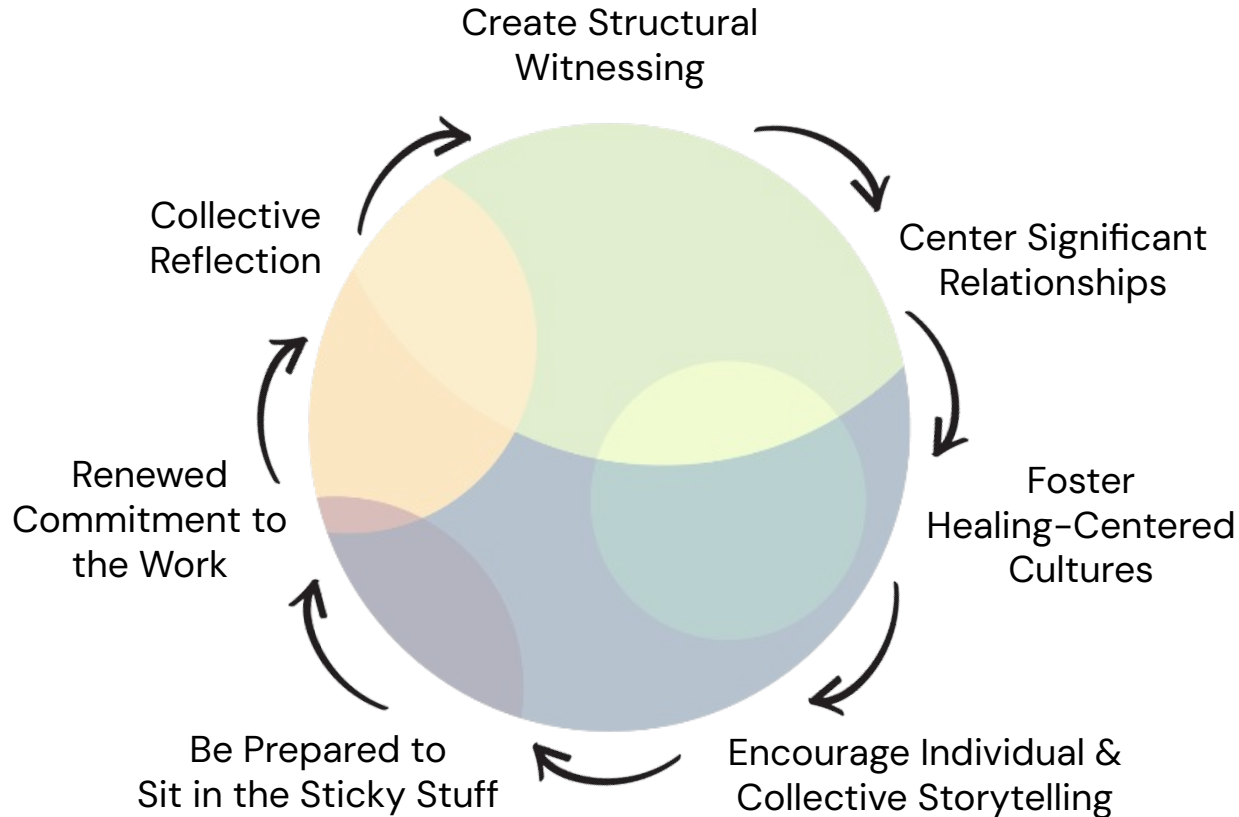 Create Structural
Witnessing
Center Significant
Relationships
Foster
Healing-Centered
Cultures
Encourage Individual &
Collective Storytelling
Be Prepared to
Sit in the Sticky Stuff
Renewed
Commitment to
the Work
Collective
Reflection